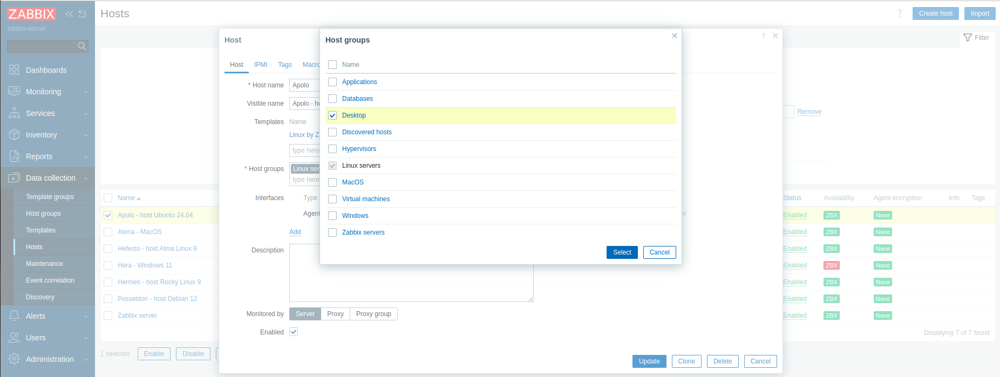 ZABBIX
zabbix-server
Dashboards
Monitoring
Services
Inventory
Reports
Data collection
Template groups
Host groups
Templates
Hosts
Maintenance
Event correlation
Discovery
Alerts
Users
Administration
Hosts
? Create host Import
Filter
Remove
Name
Apolo - host Ubuntu 24.04
Atena - MacOS
Hefesto - host Alma Linux 9
Hera - Windows 11
Hermes - host Rocky Linux 9
Posseidon - host Debian 12
Zabbix server
1 selected Enable Disable
Host ?
Host IPMI Tags Macro
* Host name Apolo
Visible name Apolo - h
Templates Name
Linux by Z
type here
* Host groups Linux ser
type here
Interfaces Type
Agent
Add
Description
Monitored by Server Proxy Proxy group
Enabled
Update Clone Delete Cancel
Host groups
Name
Applications
Databases
Desktop
Discovered hosts
Hypervisors
Linux servers
MacOS
Virtual machines
Windows
Zabbix servers
Select Cancel
Status Availability Agent encryption Info Tags
Enabled ZBX None
Enabled ZBX None
Enabled ZBX None
Enabled ZBX None
Enabled ZBX None
Enabled ZBX None
Enabled ZBX None
Displaying 7 of 7 found